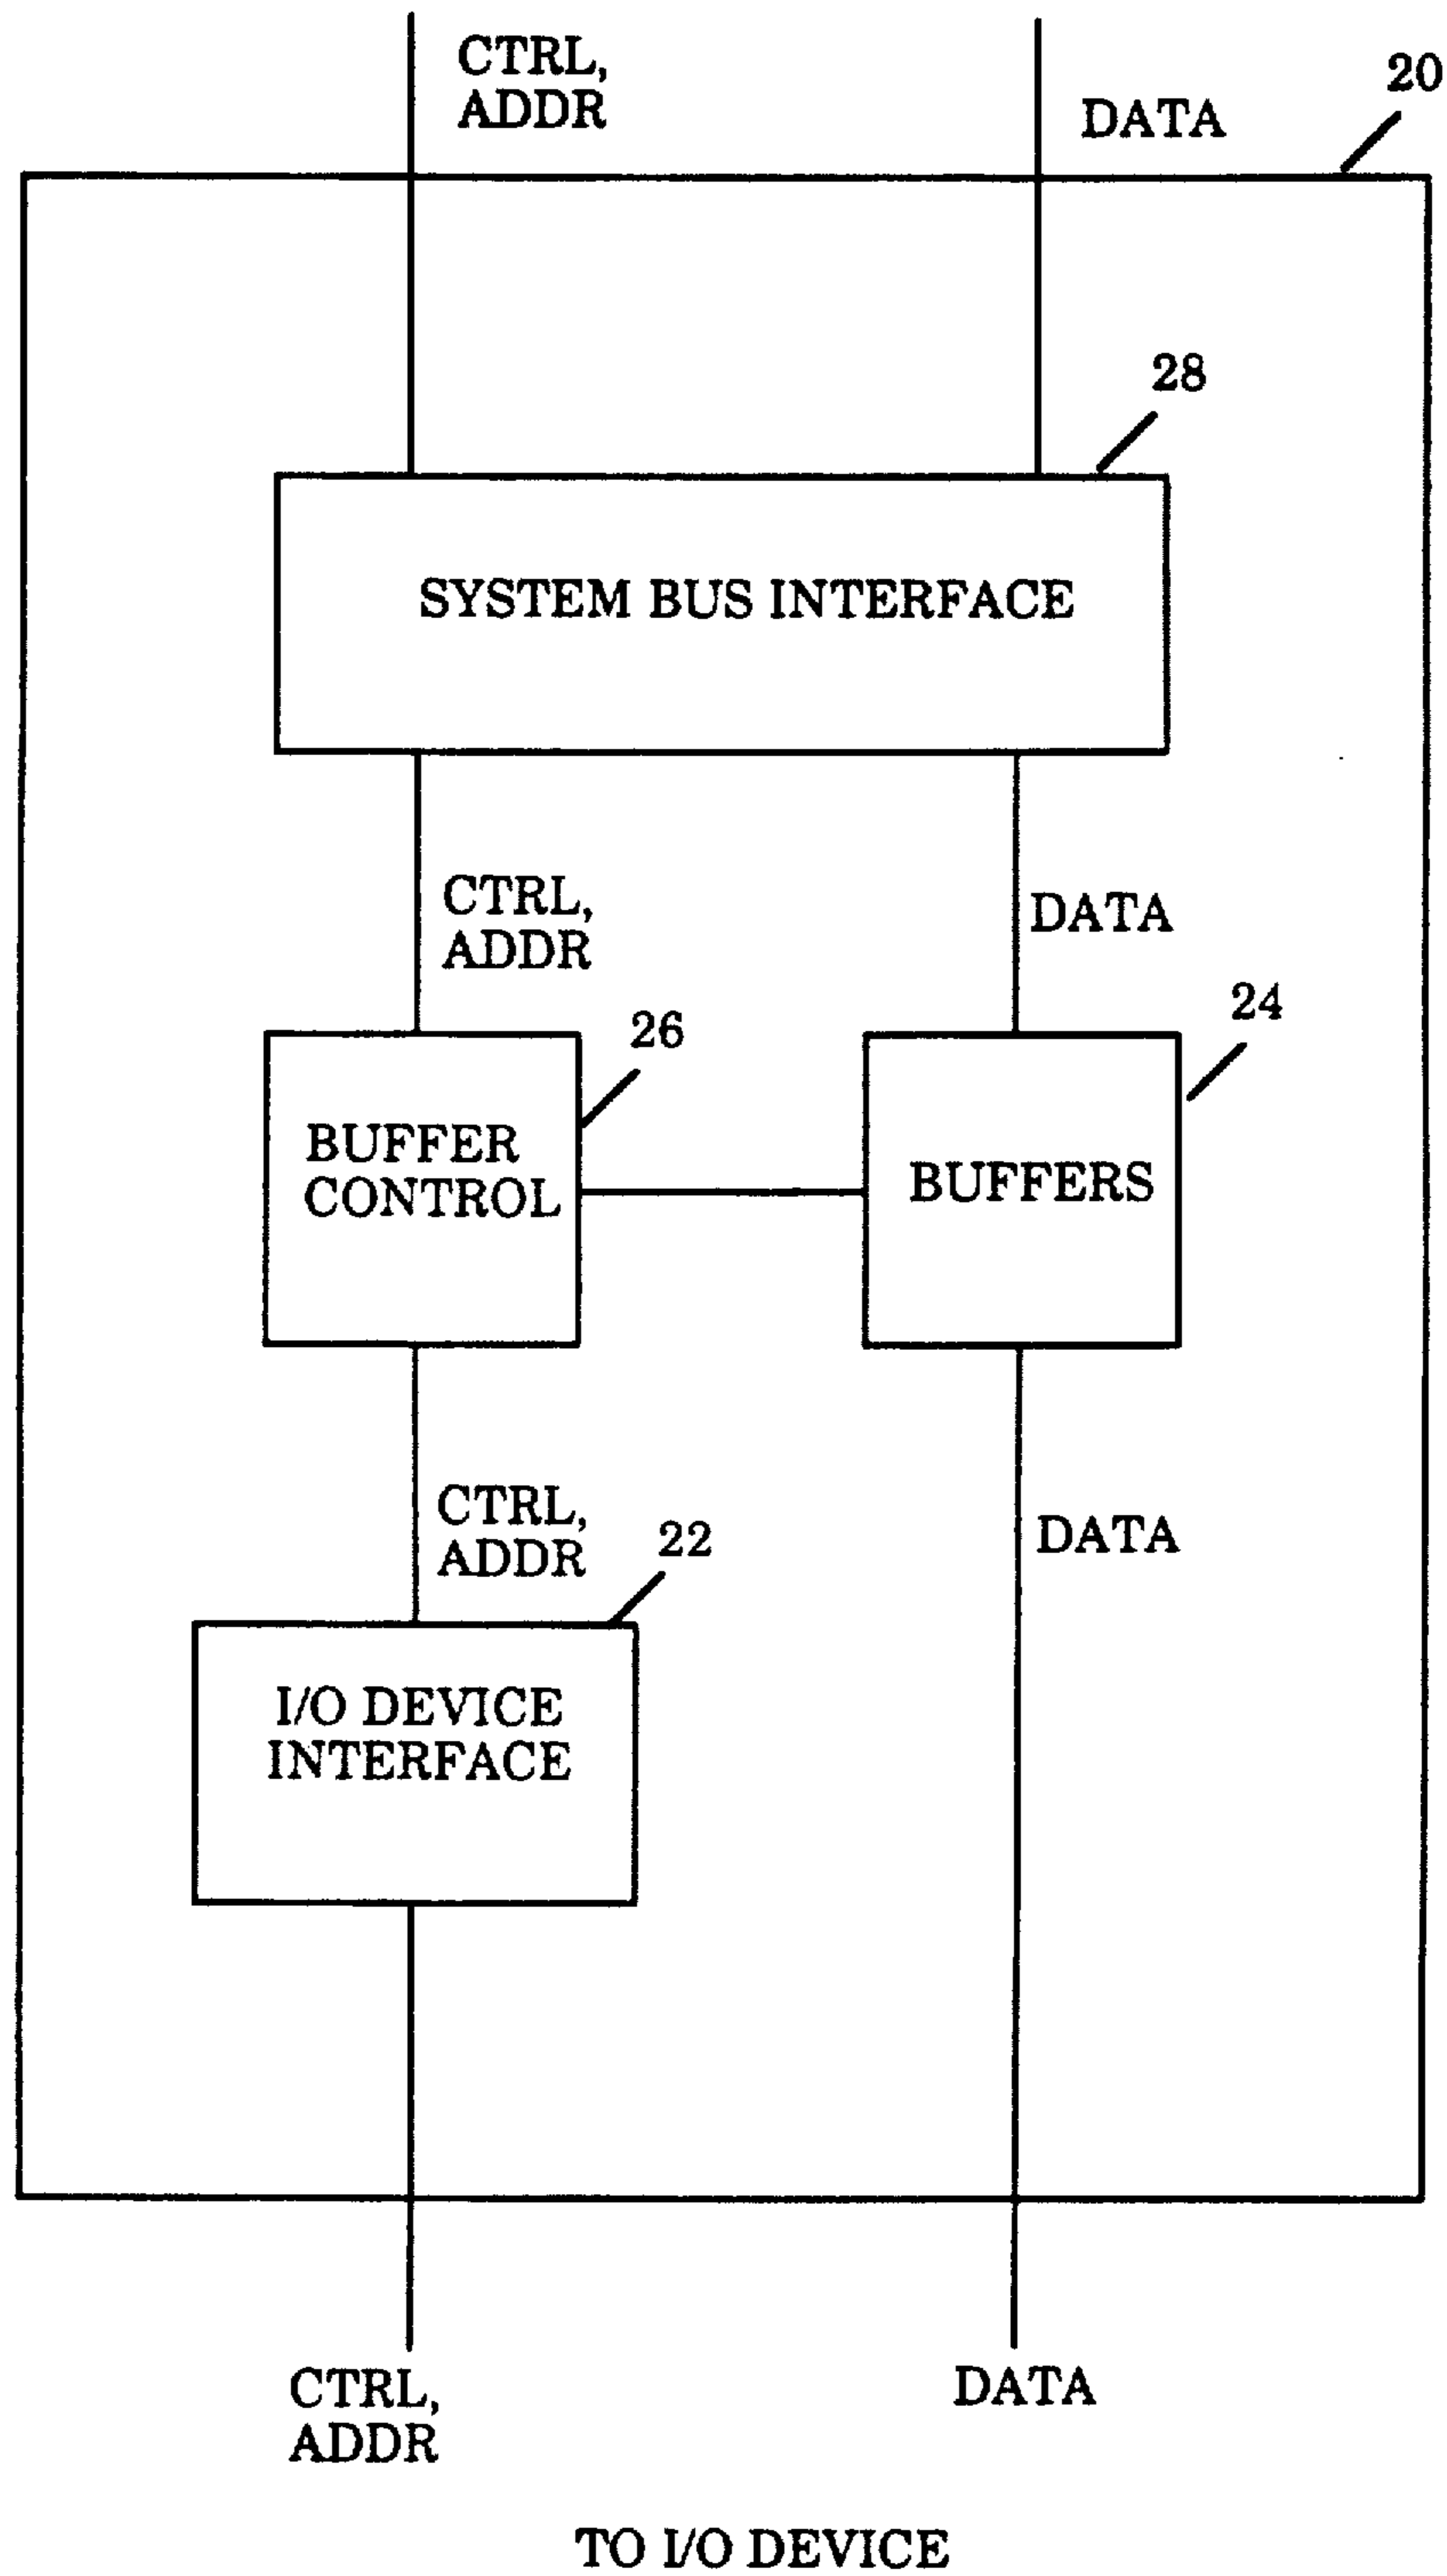 CTRL,
ADDR
DATA
20
28
SYSTEM BUS INTERFACE
CTRL,
ADDR
DATA
26
24
BUFFER
CONTROL
BUFFERS
CTRL,
ADDR
22
DATA
I/O DEVICE
INTERFACE
CTRL,
ADDR
DATA
TO I/O DEVICE